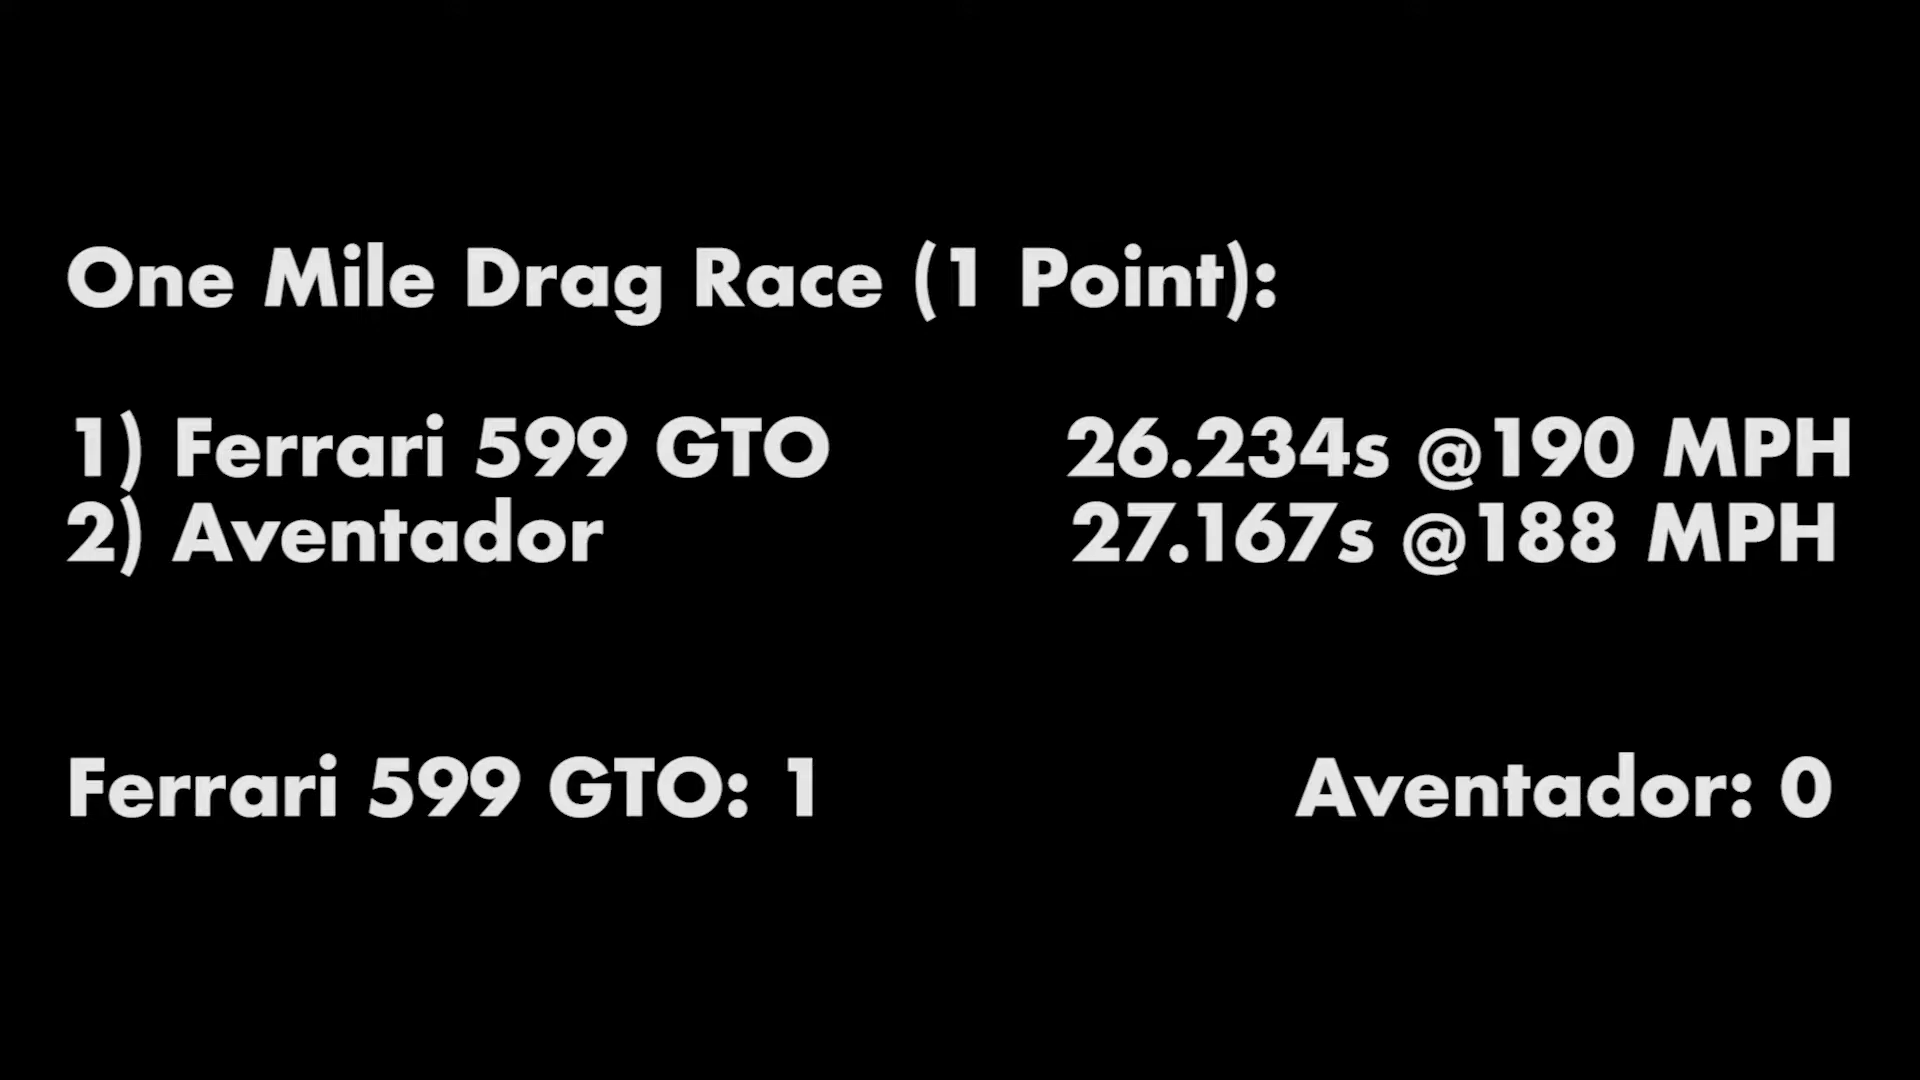 One Mile Drag Race (1 Point):
1) Ferrari 599 GTO 26.234s @190 MPH
2) Aventador 27.167s @188 MPH
Ferrari 599 GTO: 1 Aventador: 0